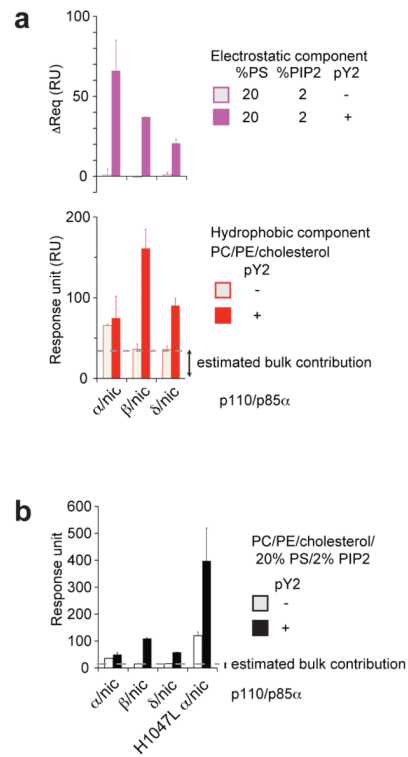 a
100
50
0
ΔReq (RU)
Electrostatic component
%PS %PIP2 pY2
20 2 -
20 2 +
200
100
0
Response unit (RU)
Hydrophobic component
PC/PE/cholesterol
pY2
-
+
estimated bulk contribution
α/nic
β/nic
δ/nic
p110/p85α
b
600
500
400
300
200
100
0
Response unit
PC/PE/cholesterol/
20% PS/2% PIP2
pY2
-
+
estimated bulk contribution
α/nic
β/nic
δ/nic
H1047L α/nic
p110/p85α